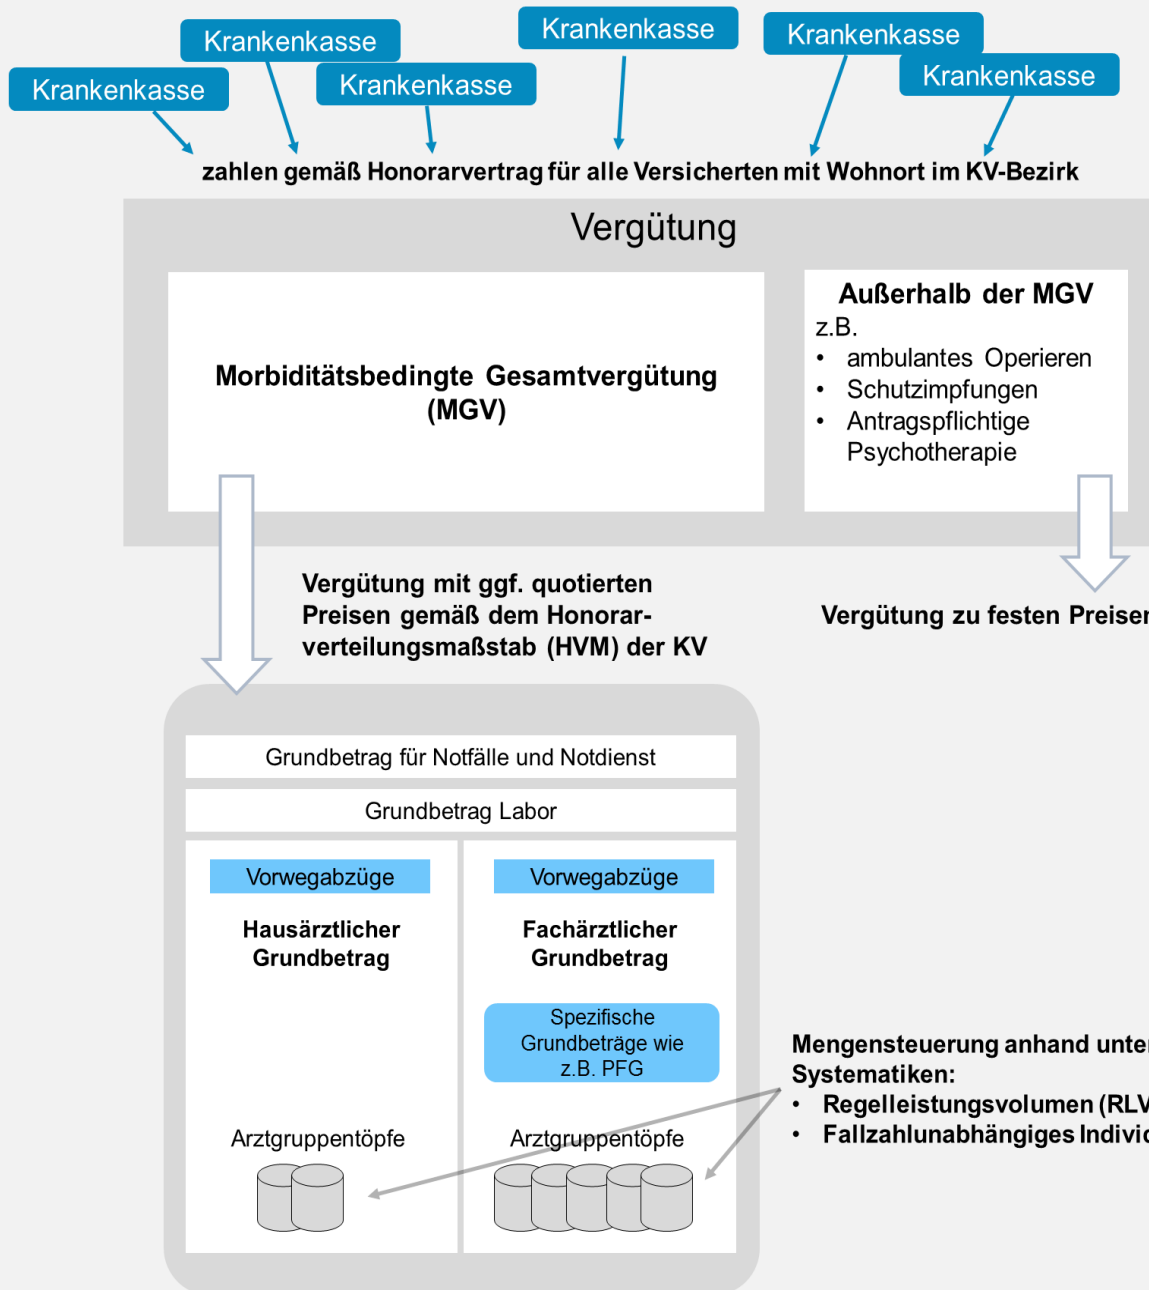 Krankenkasse
Krankenkasse
Krankenkasse
Krankenkasse
Krankenkasse
Krankenkasse
zahlen gemäß Honorarvertrag für alle Versicherten mit Wohnort im KV-Bezirk
Vergütung
Morbiditätsbedingte Gesamtvergütung
(MGV)
Außerhalb der MGV
z.B.
• ambulantes Operieren
• Schutzimpfungen
• Antragspflichtige
Psychotherapie
Vergütung mit ggf. quotierten
Preisen gemäß dem Honorar-
verteilungsmaßstab (HVM) der KV
Vergütung zu festen Preisen
Grundbetrag für Notfälle und Notdienst
Grundbetrag Labor
Vorwegabzüge
Hausärztlicher
Grundbetrag
Arztgruppentöpfe
Vorwegabzüge
Fachärztlicher
Grundbetrag
Spezifische
Grundbeträge wie
z.B. PFG
Arztgruppentöpfe
Mengensteuerung anhand
Systematiken:
• Regelleistungsvolumen (RLV
• Fallzahlunabhängiges